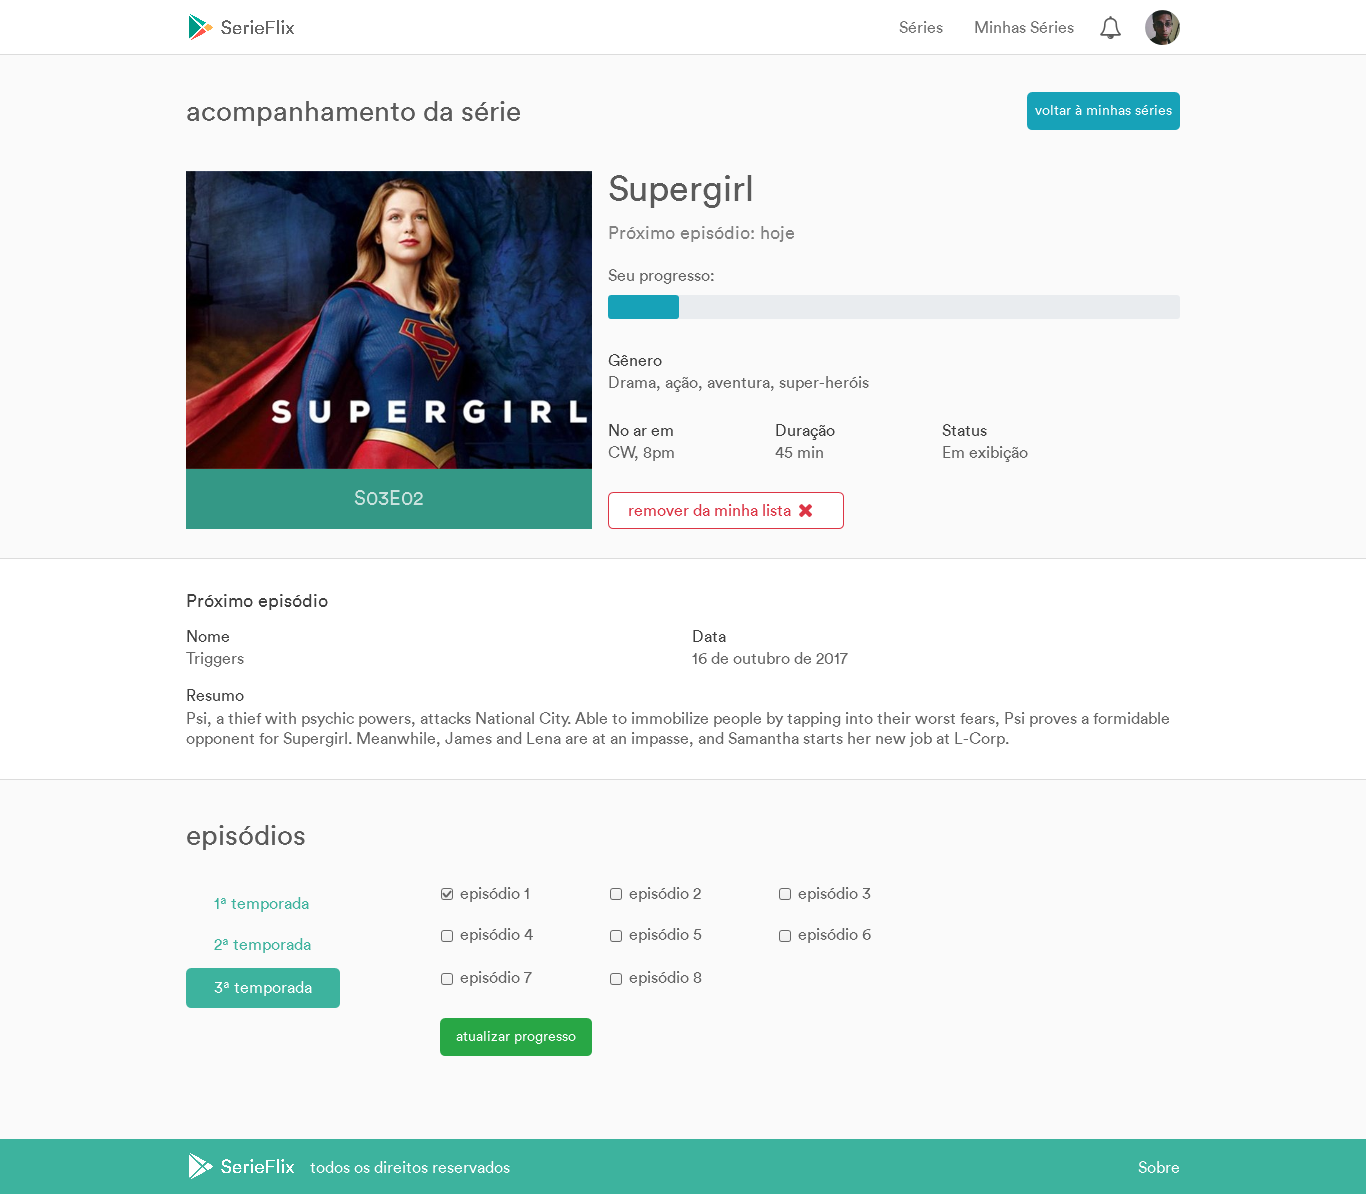 SerieFlix
Séries
Minhas Séries
acompanhamento da série
voltar à minhas séries
SUPERGIRL
S03E02
Supergirl
Próximo episódio: hoje
Seu progresso:
Gênero
Drama, ação, aventura, super-heróis
No ar em
CW, 8pm
Duração
45 min
Status
Em exibição
remover da minha lista
Próximo episódio
Nome
Triggers
Data
16 de outubro de 2017
Resumo
Psi, a thief with psychic powers, attacks National City. Able to immobilize people by tapping into their worst fears, Psi proves a formidable
opponent for Supergirl. Meanwhile, James and Lena are at an impasse, and Samantha starts her new job at L-Corp.
episódios
1ª temporada
2ª temporada
3ª temporada
episódio 1
episódio 2
episódio 3
episódio 4
episódio 5
episódio 6
episódio 7
episódio 8
atualizar progresso
SerieFlix
todos os direitos reservados
Sobre